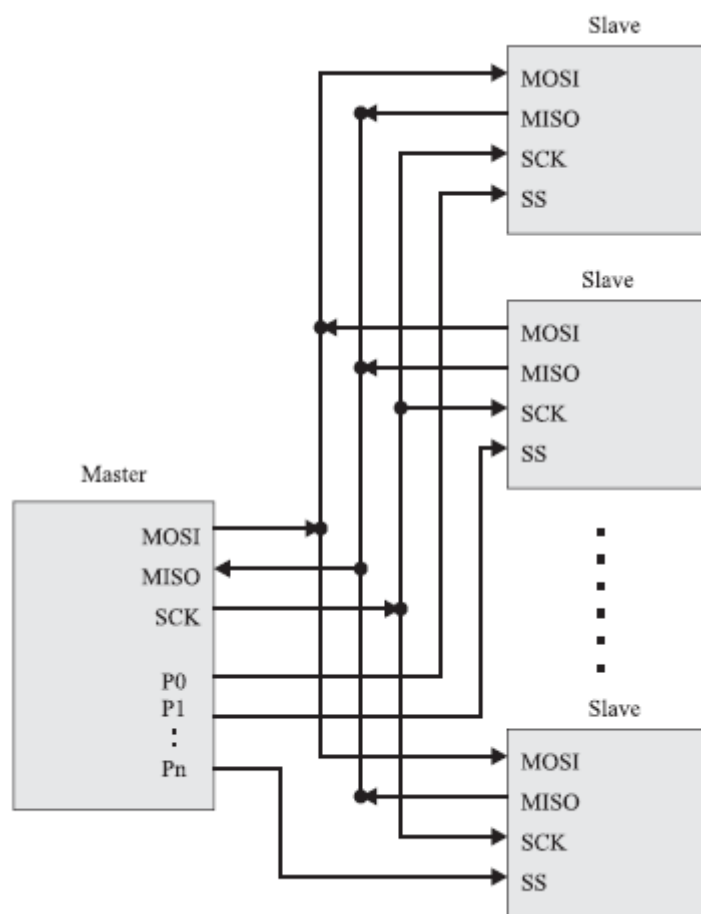 Slave
MOSI
MISO
SCK
SS
Slave
MOSI
MISO
SCK
SS
Master
MOSI
MISO
SCK
P0
P1
Pn
Slave
MOSI
MISO
SCK
SS